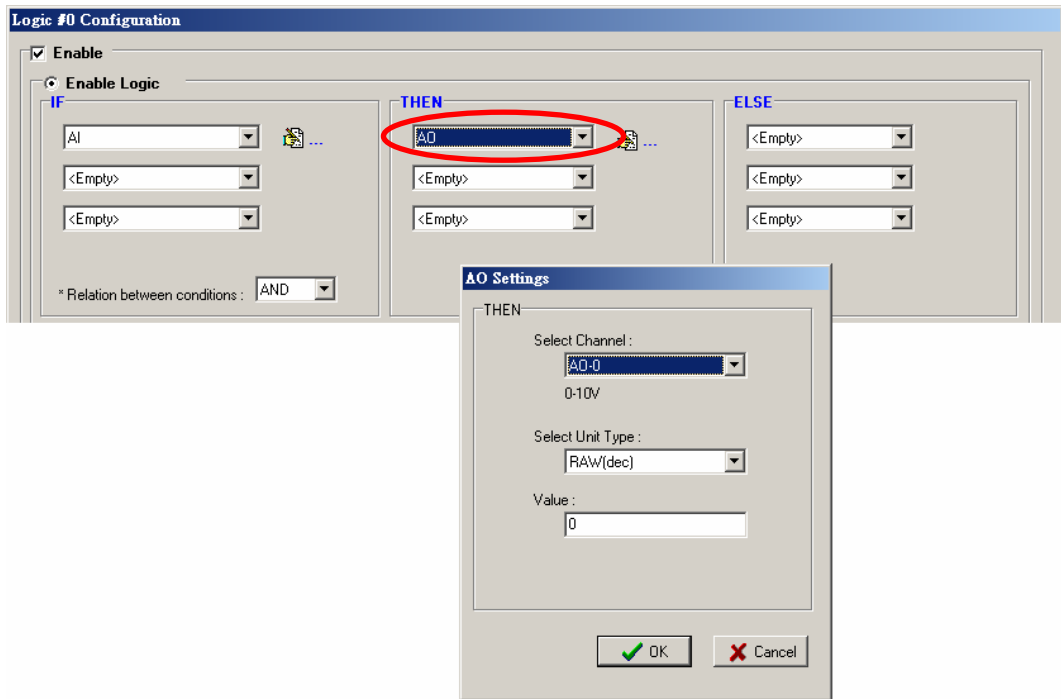 Logic #0 Configuration
Enable
Enable Logic
IF THEN ELSE
AI ... AO ... <Empty>
<Empty> <Empty> <Empty>
<Empty> <Empty> <Empty>
* Relation between conditions : AND
AO Settings
THEN
Select Channel :
AO-0
0-10V
Select Unit Type :
RAW(dec)
Value :
0
OK Cancel